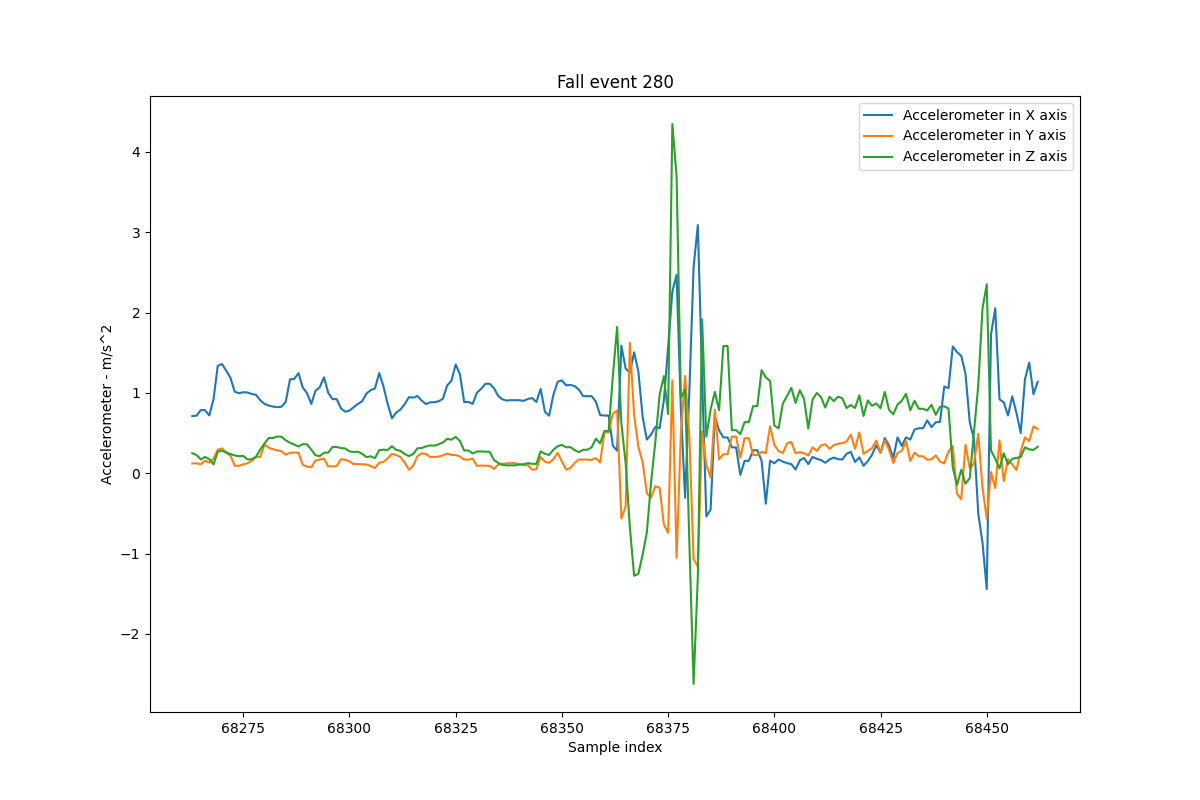 Fall event 280
Accelerometer in X axis
Accelerometer in Y axis
Accelerometer in Z axis
Accelerometer - m/s^2
4
3
2
1
0
−1
−2
68275 68300 68325 68350 68375 68400 68425 68450
Sample index